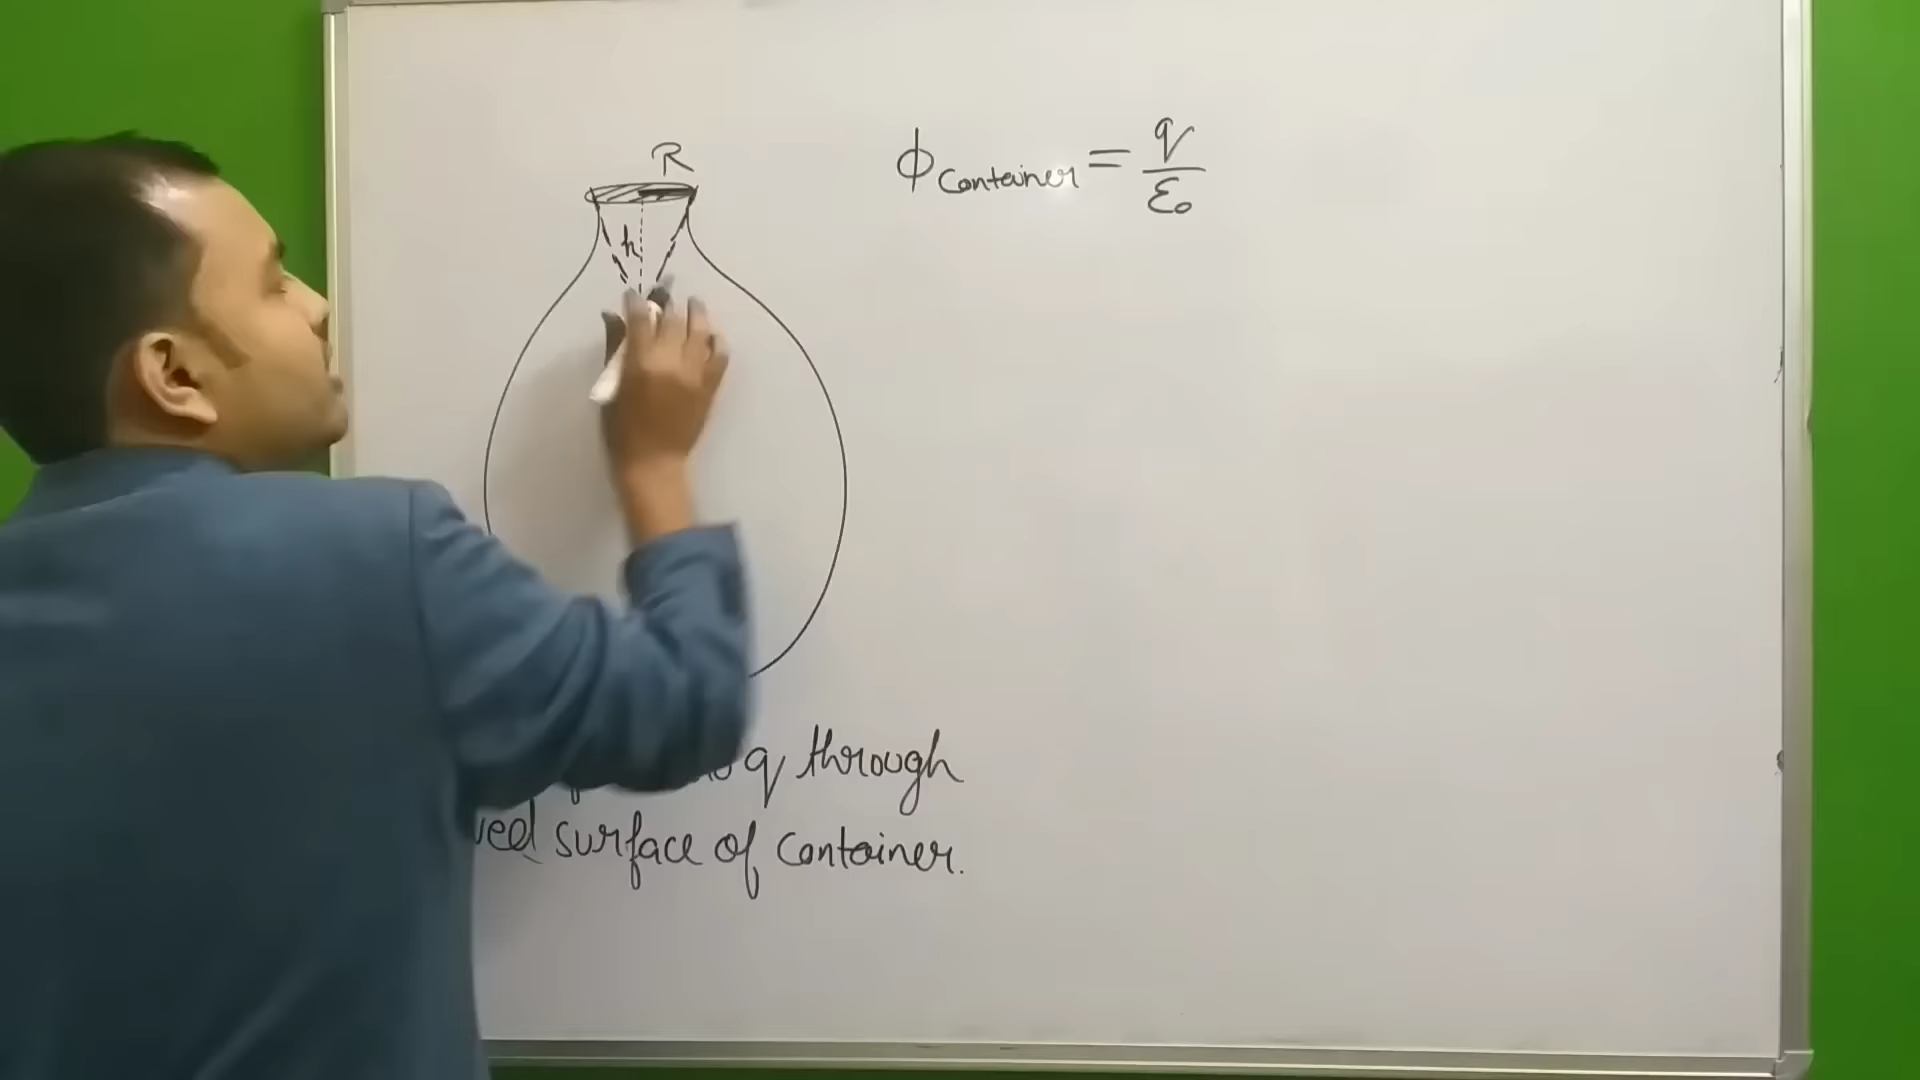 R
h
ϕ Container = q/ε₀
q through
surface of container.